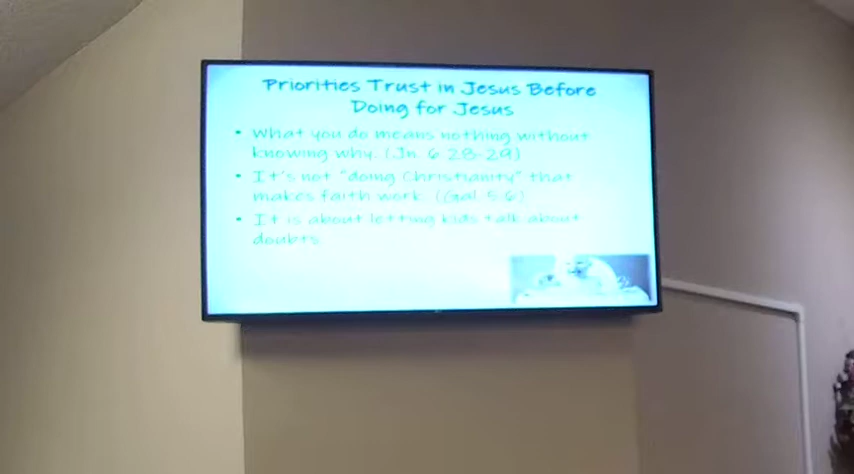 Priorities Trust in Jesus Before
Doing for Jesus
• What you do means nothing without
knowing why. (Jn. 6:28-29)
• It's not "doing Christianity" that
makes faith work. (Gal. 5:6)
• It is about letting kids talk about
doubts.